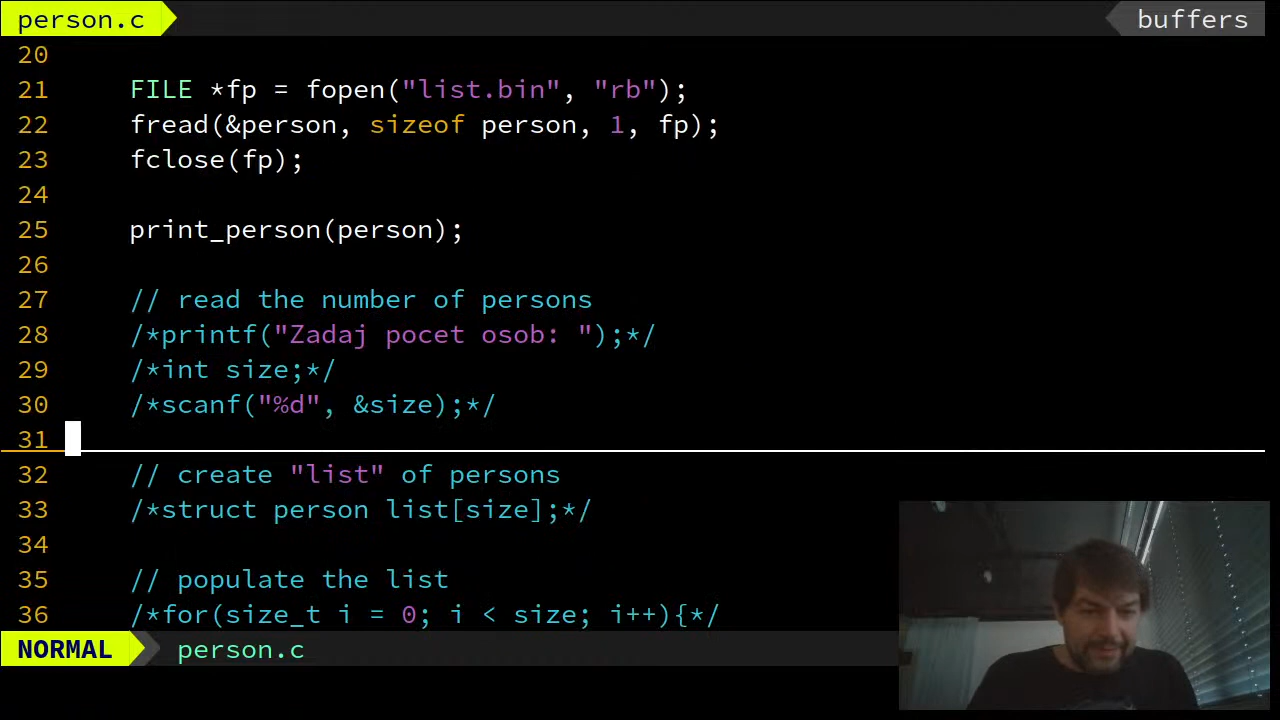 person.c buffers
20
21 FILE *fp = fopen("list.bin", "rb");
22 fread(&person, sizeof person, 1, fp);
23 fclose(fp);
24
25 print_person(person);
26
27 // read the number of persons
28 /*printf("Zadaj pocet osob: ");*/
29 /*int size;*/
30 /*scanf("%d", &size);*/
31
32 // create "list" of persons
33 /*struct person list[size];*/
34
35 // populate the list
36 /*for(size_t i = 0; i < size; i++){*/
NORMAL person.c